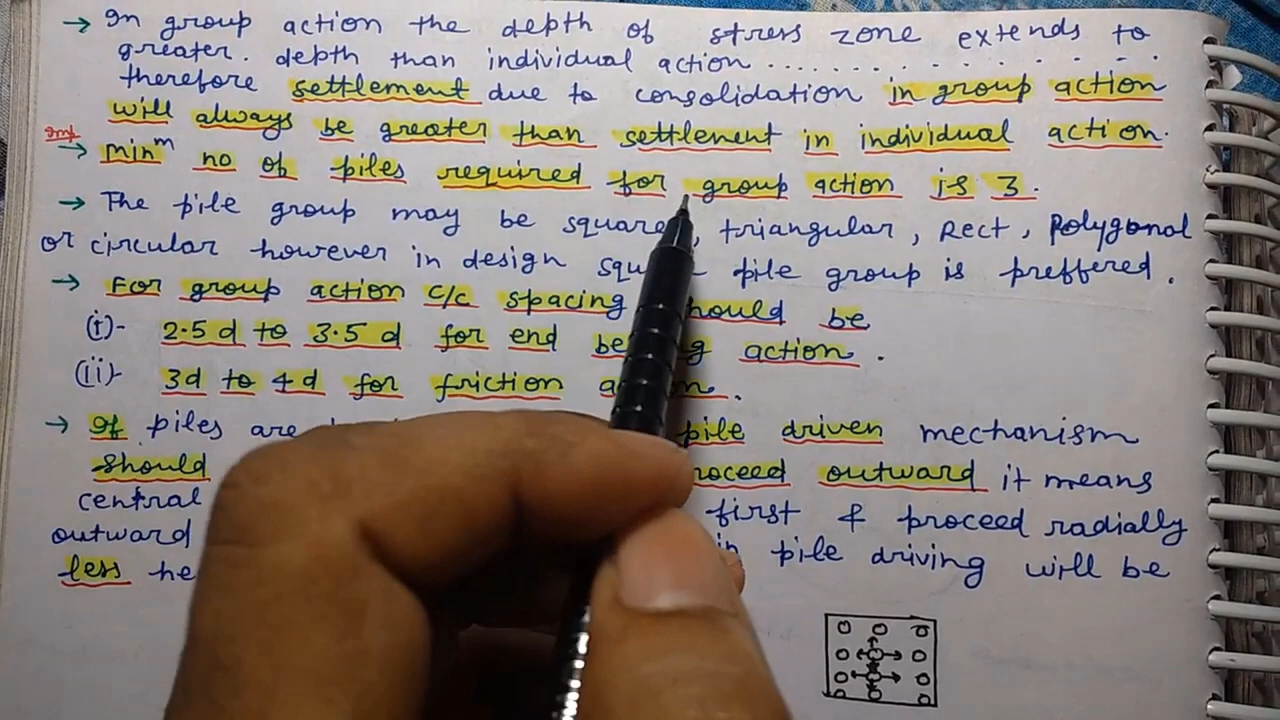 → In group action the depth of stress zone extends to
greater. depth than individual action ..............
therefore settlement due to consolidation in group action
will always be greater than settlement in individual action.
Imp
→ minᵐ no of piles required for group action is 3.
→ The pile group may be square, triangular, Rect, Polygonal
or circular however in design pile group is preffered.
→ For group action c/c spacing should be
(i)- 2.5 d to 3.5 d for end action.
(ii)- 3d to 4d for friction
→ If piles are pile driven mechanism
should proceed outward it means
central first & proceed radially
outward in pile driving will be
less